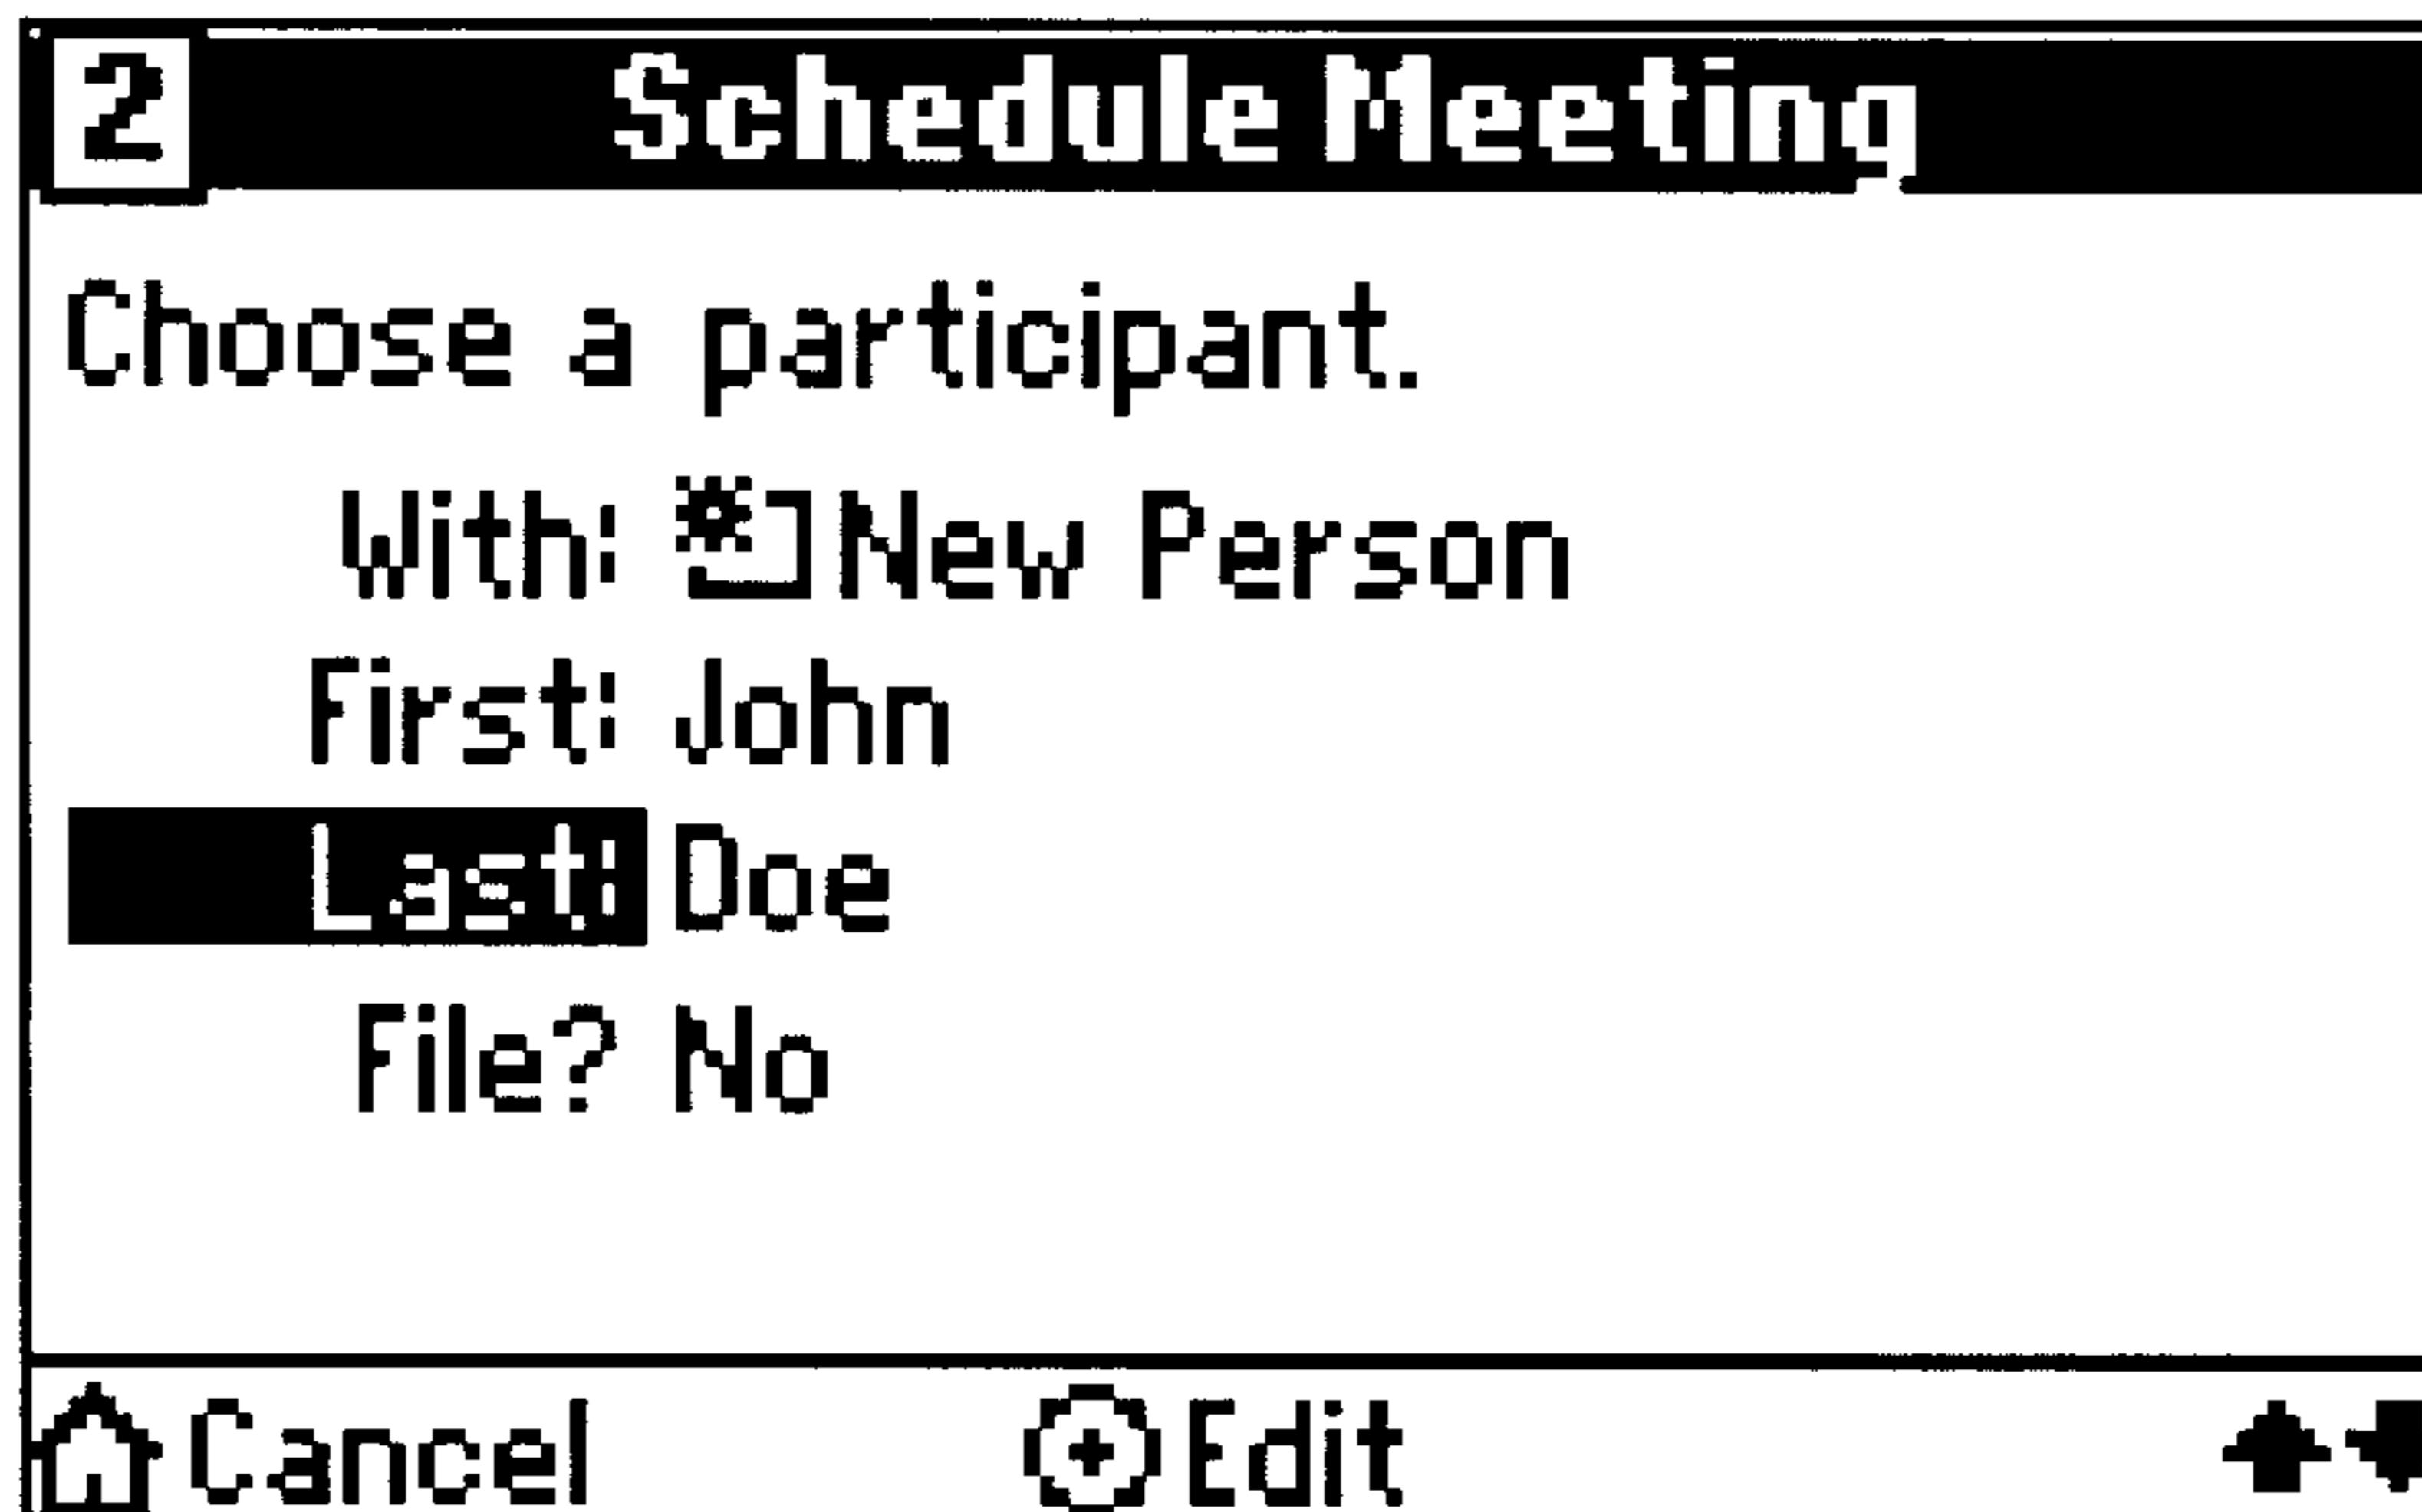 2 Schedule Meeting
Choose a participant.
With: New Person
First: John
Last: Doe
File? No
Cancel Edit